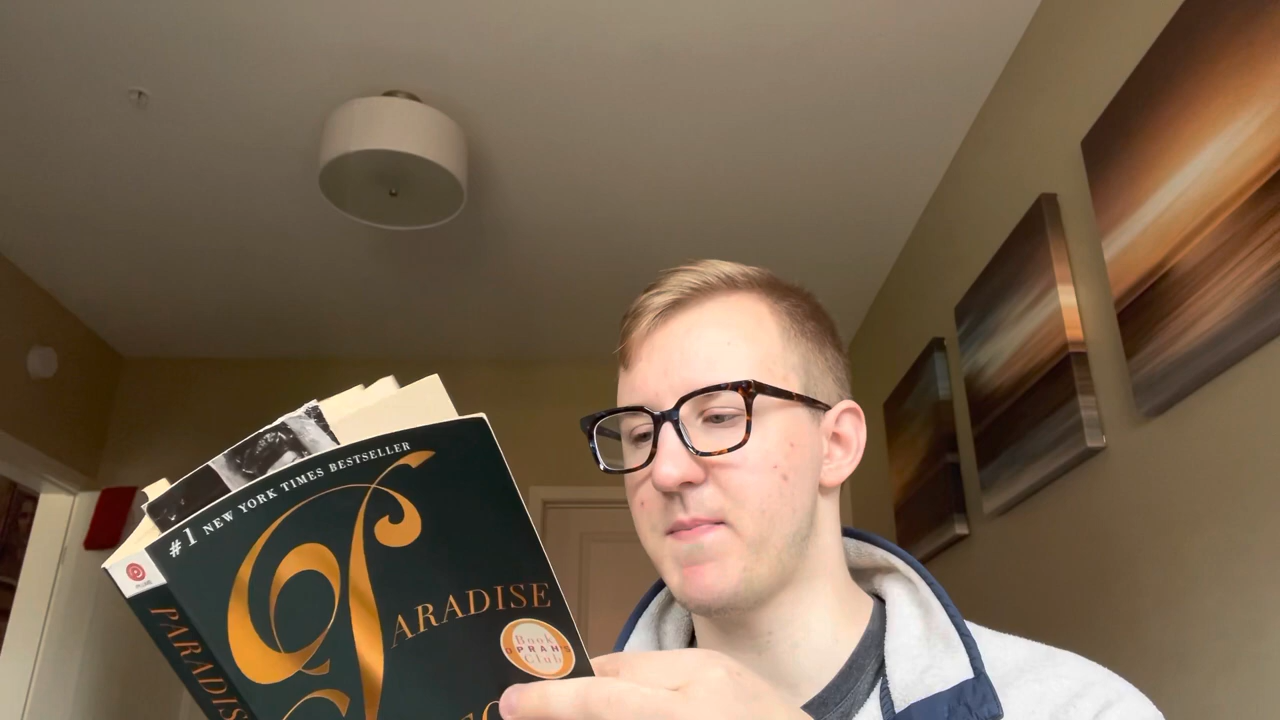 #1 NEW YORK TIMES BESTSELLER
PARADISE
Book
OPRAH'S
Club
PARADIS